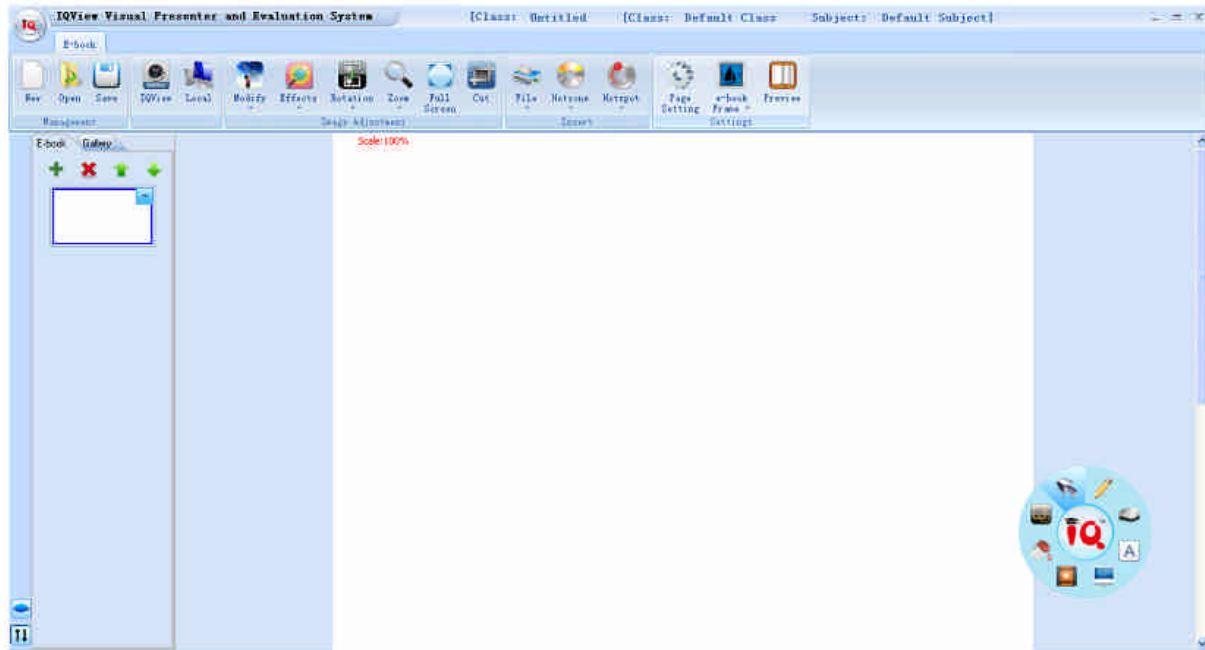 IQView Visual Presenter and Evaluation System [Class: Untitled [Class: Default Class Subject: Default Subject]
E-book
New Open Save IQView Local Modify Effects Rotation Zoom Full Screen Cut File Hotzone Hotspot Page Setting e-book Frame Preview
Management Image Adjustment Insert Settings
E-book Gallery
Scale:100%
IQ
A